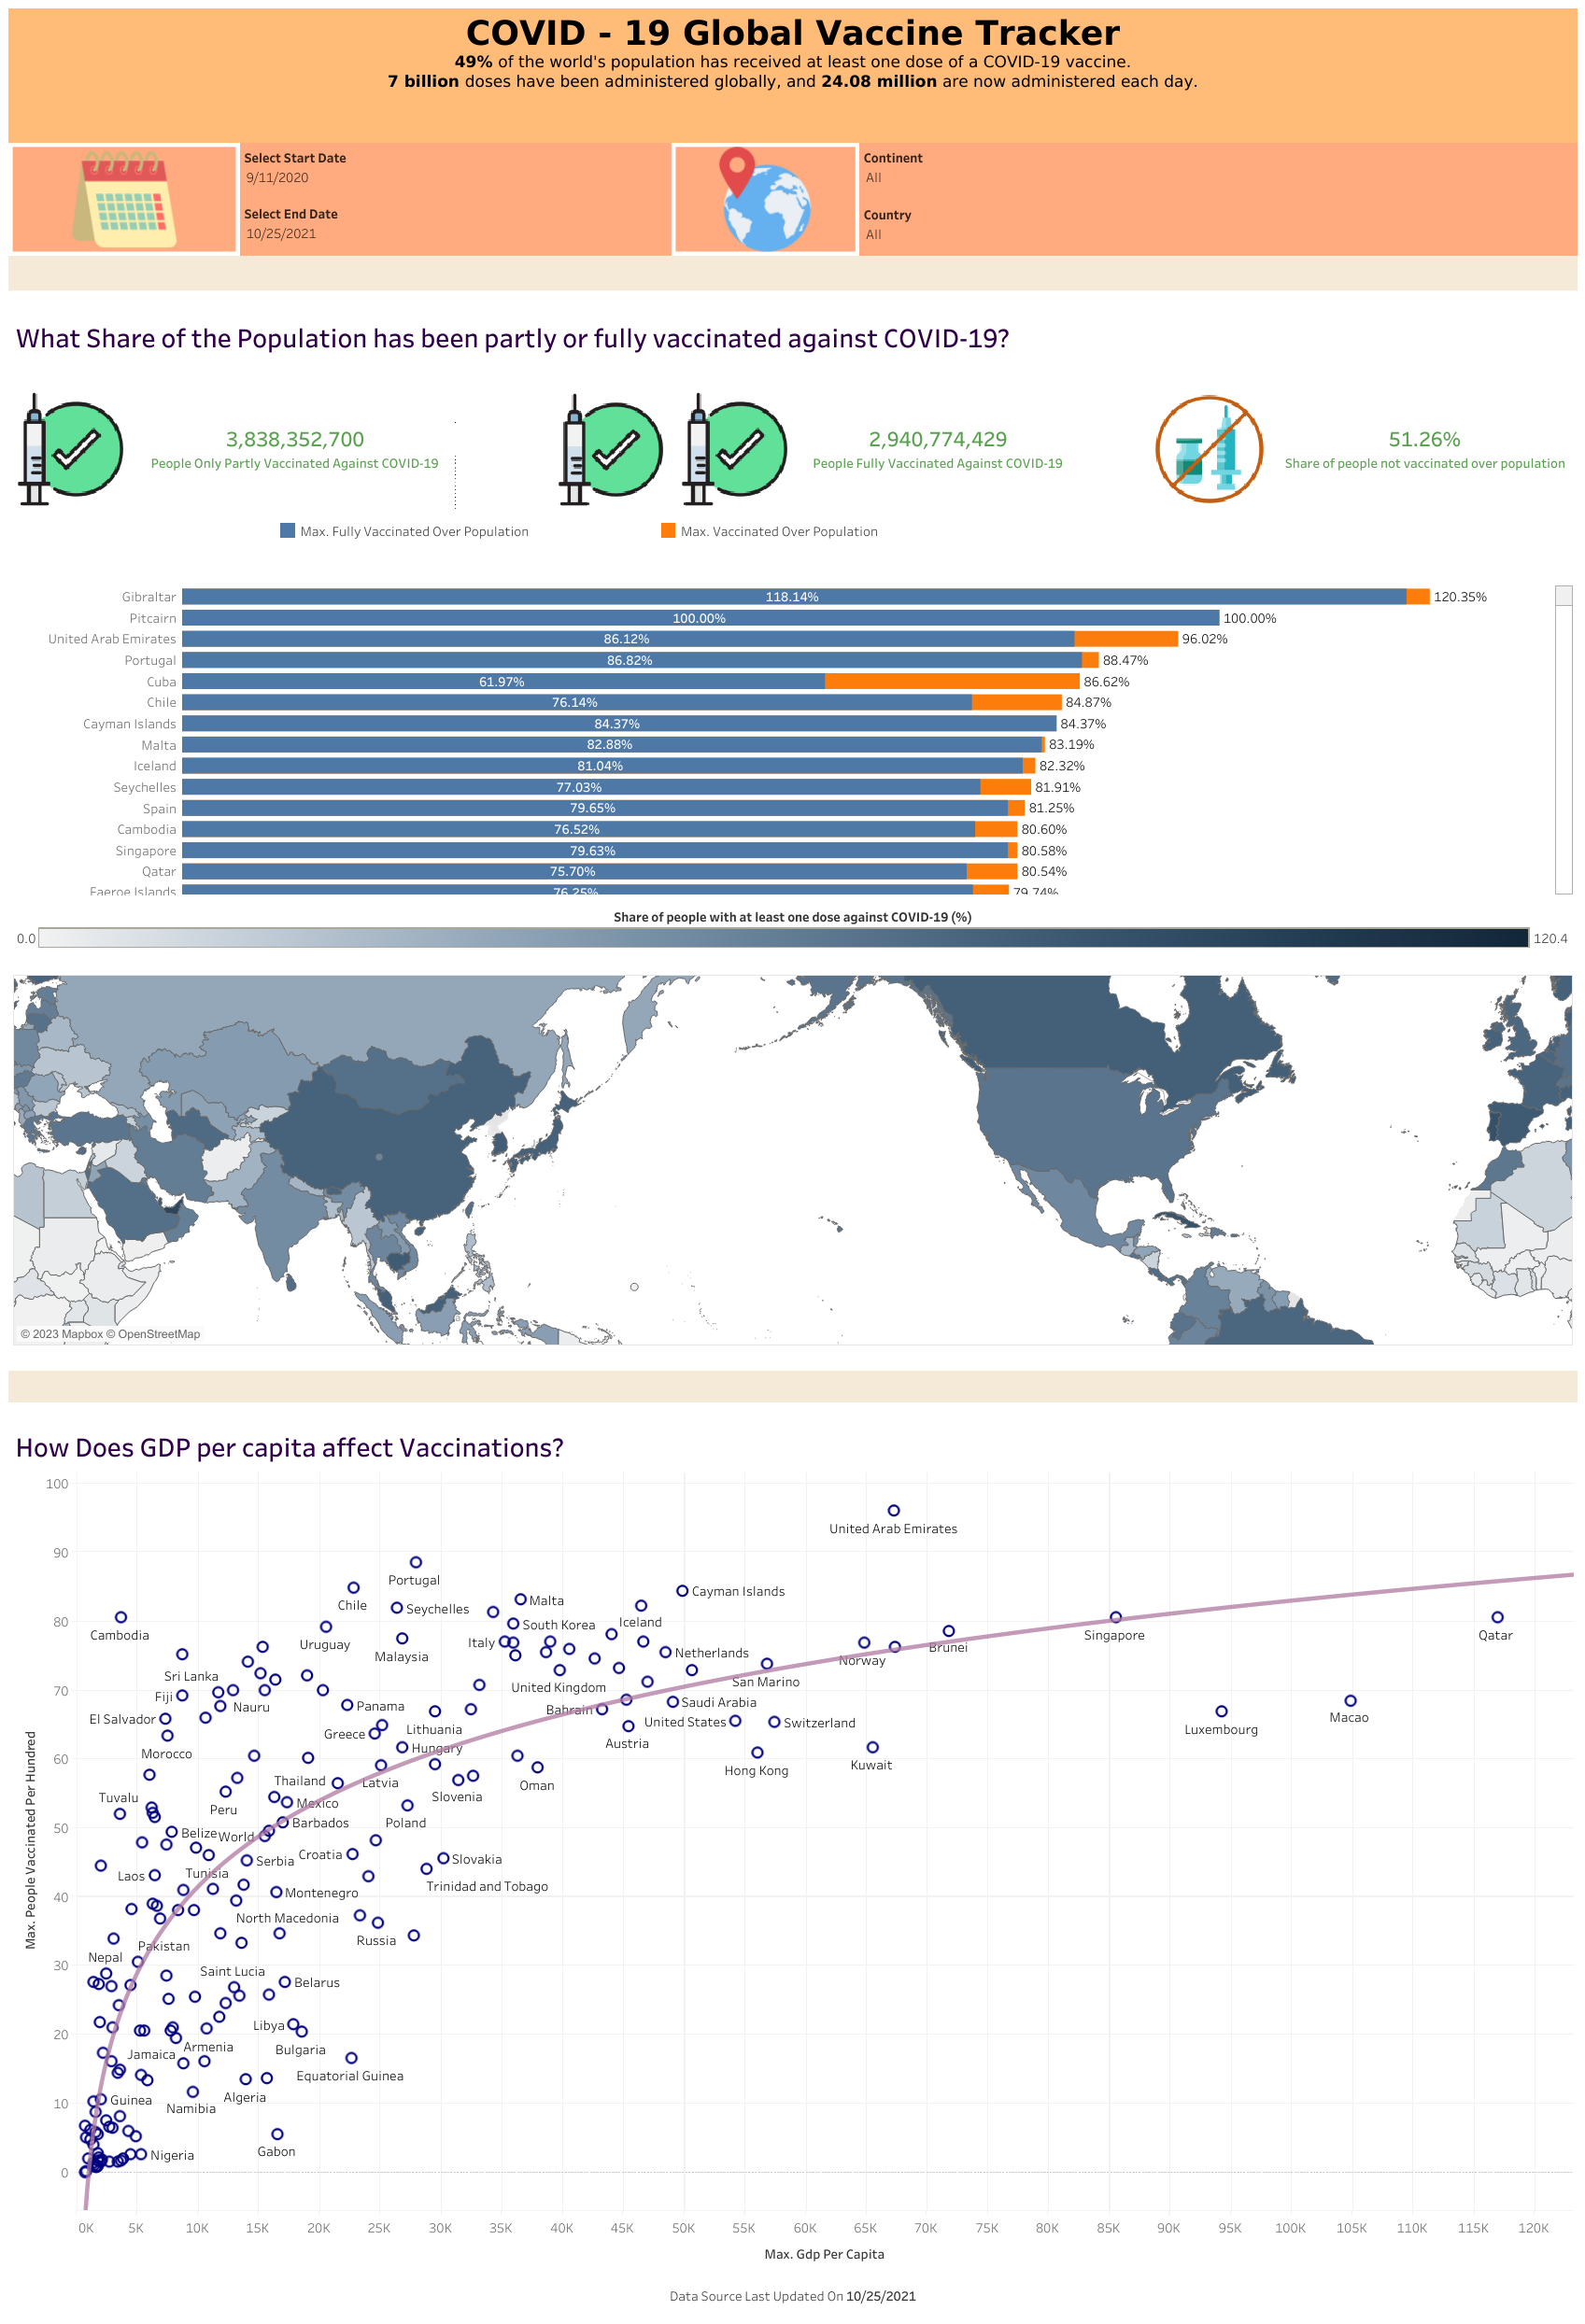 COVID - 19 Global Vaccine Tracker
49% of the world's population has received at least one dose of a COVID-19 vaccine.
7 billion doses have been administered globally, and 24.08 million are now administered each day.
Select Start Date
9/11/2020
Select End Date
10/25/2021
Continent
All
Country
All
What Share of the Population has been partly or fully vaccinated against COVID-19?
3,838,352,700
People Only Partly Vaccinated Against COVID-19
2,940,774,429
People Fully Vaccinated Against COVID-19
51.26%
Share of people not vaccinated over population
Max. Fully Vaccinated Over Population
Max. Vaccinated Over Population
Gibraltar 118.14% 120.35%
Pitcairn 100.00% 100.00%
United Arab Emirates 86.12% 96.02%
Portugal 86.82% 88.47%
Cuba 61.97% 86.62%
Chile 76.14% 84.87%
Cayman Islands 84.37% 84.37%
Malta 82.88% 83.19%
Iceland 81.04% 82.32%
Seychelles 77.03% 81.91%
Spain 79.65% 81.25%
Cambodia 76.52% 80.60%
Singapore 79.63% 80.58%
Qatar 75.70% 80.54%
Faeroe Islands 76.25% 79.74%
Share of people with at least one dose against COVID-19 (%)
0.0 120.4
© 2023 Mapbox © OpenStreetMap
How Does GDP per capita affect Vaccinations?
Max. People Vaccinated Per Hundred
100
90
80
70
60
50
40
30
20
10
0
United Arab Emirates
Portugal
Cayman Islands
Chile
Malta
Seychelles
Iceland
South Korea
Cambodia
Uruguay
Italy
Malaysia
Netherlands
Norway
Brunei
Singapore
Qatar
Sri Lanka
United Kingdom
San Marino
Fiji
Nauru
Panama
Bahrain
Saudi Arabia
El Salvador
Greece
Lithuania
United States
Switzerland
Luxembourg
Macao
Morocco
Hungary
Austria
Hong Kong
Kuwait
Thailand
Latvia
Oman
Tuvalu
Peru
Mexico
Slovenia
Belize
World
Barbados
Poland
Laos
Tunisia
Serbia
Croatia
Slovakia
Montenegro
Trinidad and Tobago
North Macedonia
Nepal
Pakistan
Russia
Saint Lucia
Belarus
Libya
Jamaica
Armenia
Bulgaria
Equatorial Guinea
Guinea
Namibia
Algeria
Nigeria
Gabon
0K 5K 10K 15K 20K 25K 30K 35K 40K 45K 50K 55K 60K 65K 70K 75K 80K 85K 90K 95K 100K 105K 110K 115K 120K
Max. Gdp Per Capita
Data Source Last Updated On 10/25/2021